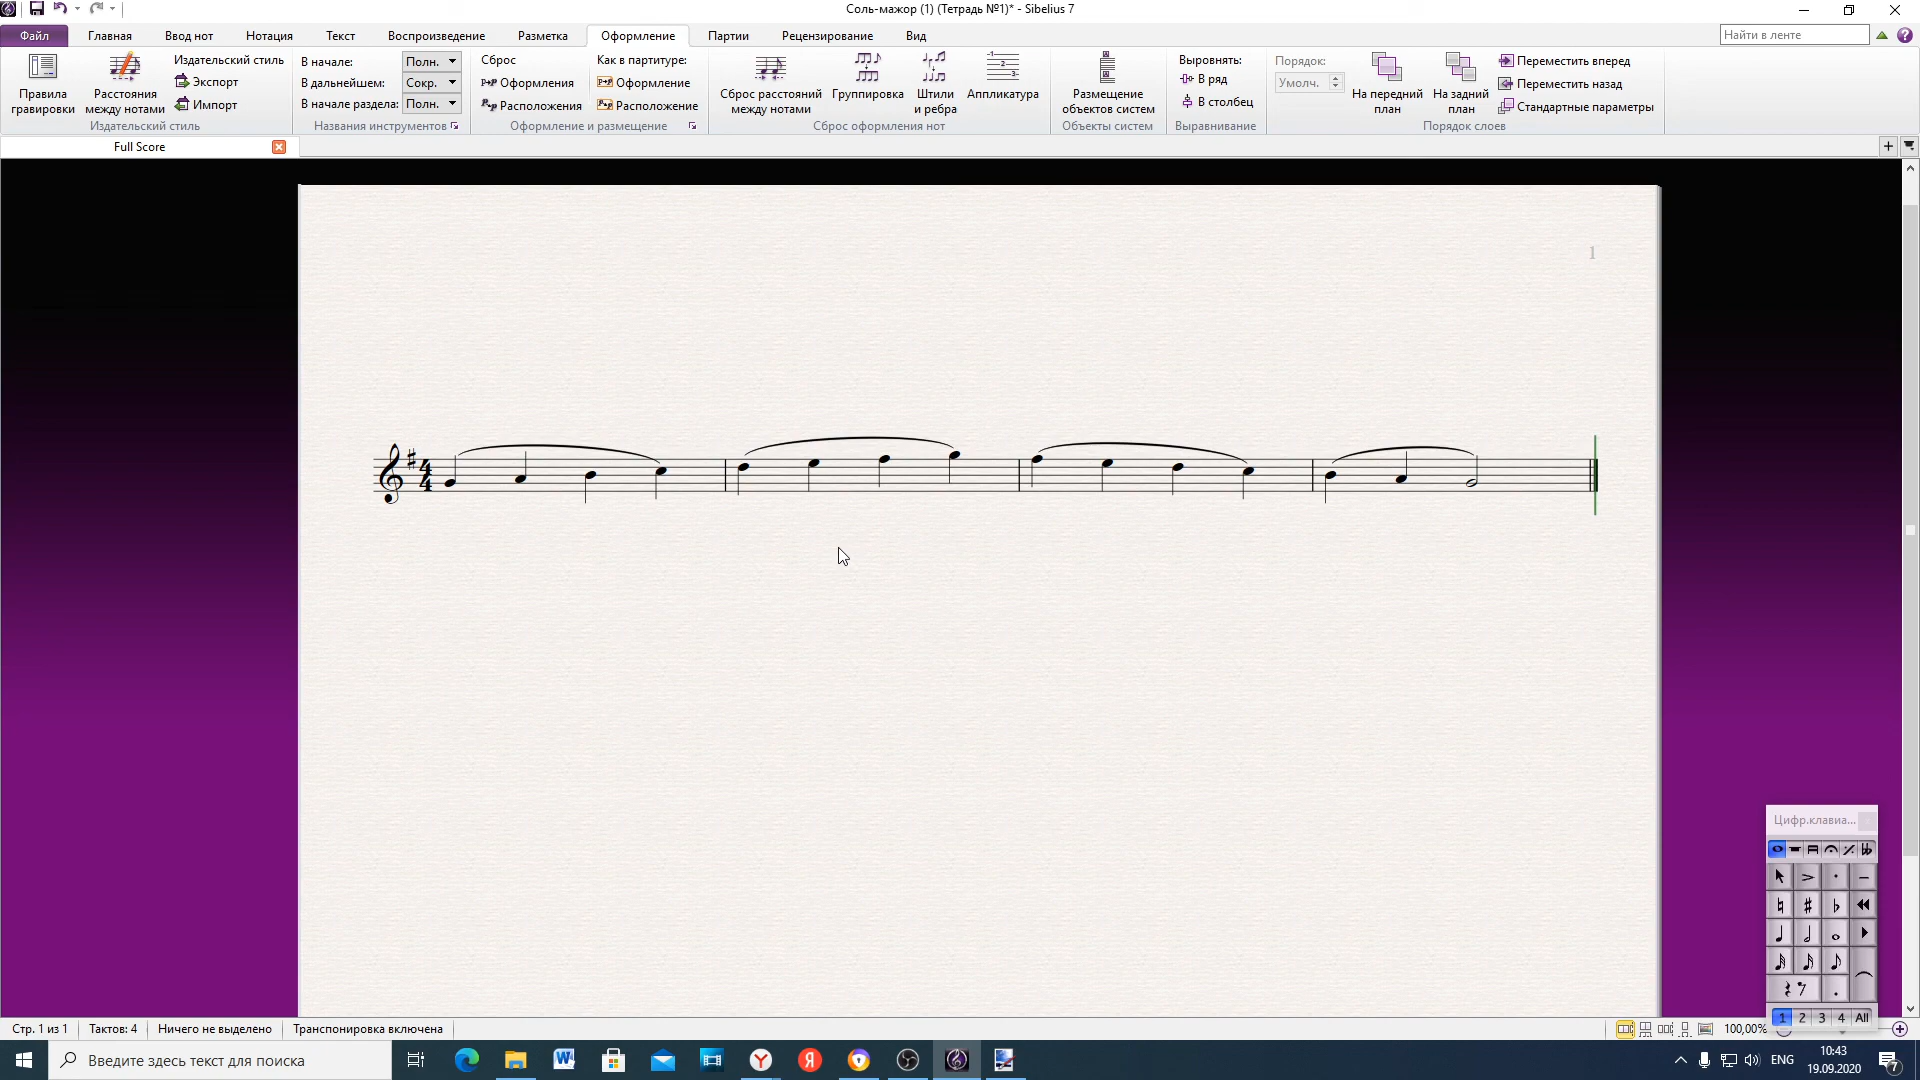 Соль-мажор (1) (Тетрадь №1)* - Sibelius 7
Файл Главная Ввод нот Нотация Текст Воспроизведение Разметка Оформление Партии Рецензирование Вид Найти в ленте
Правила гравировки
Расстояния между нотами
Издательский стиль
Экспорт
Импорт
Издательский стиль
В начале: Полн.
В дальнейшем: Сокр.
В начале раздела: Полн.
Названия инструментов
Сброс
Оформления
Расположения
Как в партитуре:
Оформление
Расположение
Оформление и размещение
Сброс расстояний между нотами
Группировка
Штили и ребра
Аппликатура
Сброс оформления нот
Размещение объектов систем
Объекты систем
Выровнять:
В ряд
В столбец
Выравнивание
Порядок:
Умолч.
На передний план
На задний план
Переместить вперед
Переместить назад
Стандартные параметры
Порядок слоев
Full Score
1
4
4
Цифр.клавиа...
1 2 3 4 All
Стр. 1 из 1 Тактов: 4 Ничего не выделено Транспонировка включена 100,00%
Введите здесь текст для поиска
ENG
10:43
19.09.2020
7